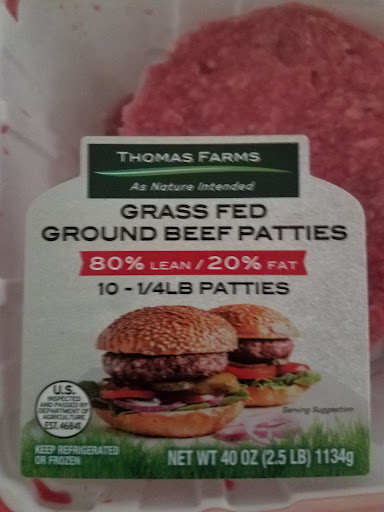 THOMAS FARMS
As Nature Intended
GRASS FED
GROUND BEEF PATTIES
80% LEAN / 20% FAT
10 - 1/4LB PATTIES
U.S.
INSPECTED
AND PASSED BY
DEPARTMENT OF
AGRICULTURE
EST. 46841
Serving Suggestion
KEEP REFRIGERATED
OR FROZEN
NET WT 40 OZ (2.5 LB) 1134g